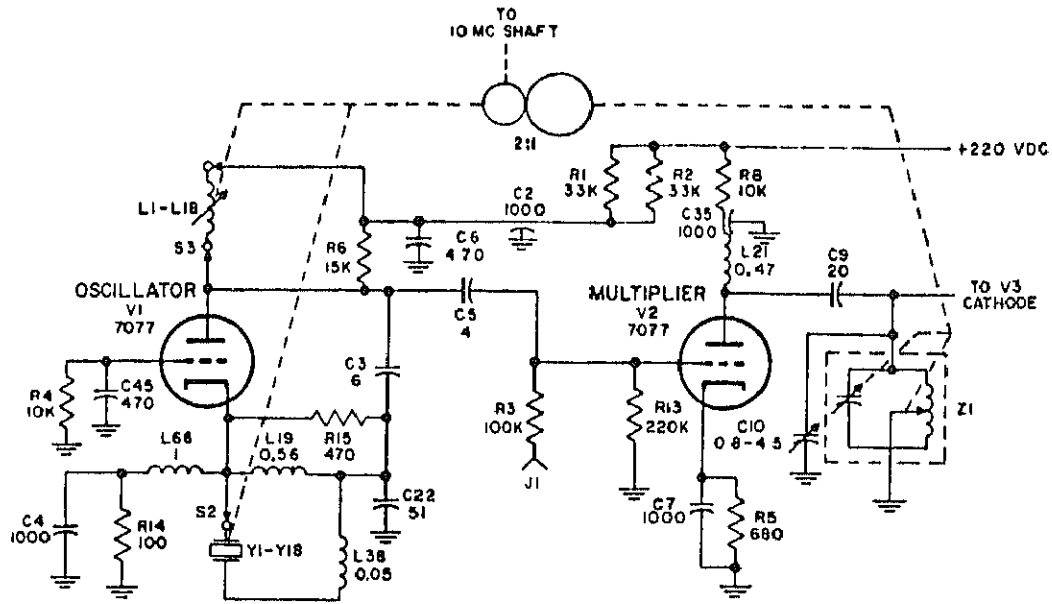 TO
10 MC SHAFT
2:1
+220 VDC
L1-L18
S3
R6
15K
C6
470
C2
1000
R1
33K
R2
33K
R8
10K
C35
1000
L21
0.47
C9
20
TO V3
CATHODE
OSCILLATOR
V1
7077
C5
4
MULTIPLIER
V2
7077
R4
10K
C45
470
C3
6
R3
100K
J1
R13
220K
C10
0.8-4.5
Z1
R15
470
L66
1
L19
0.56
C4
1000
R14
100
S2
Y1-Y18
L38
0.05
C22
51
C7
1000
R5
680